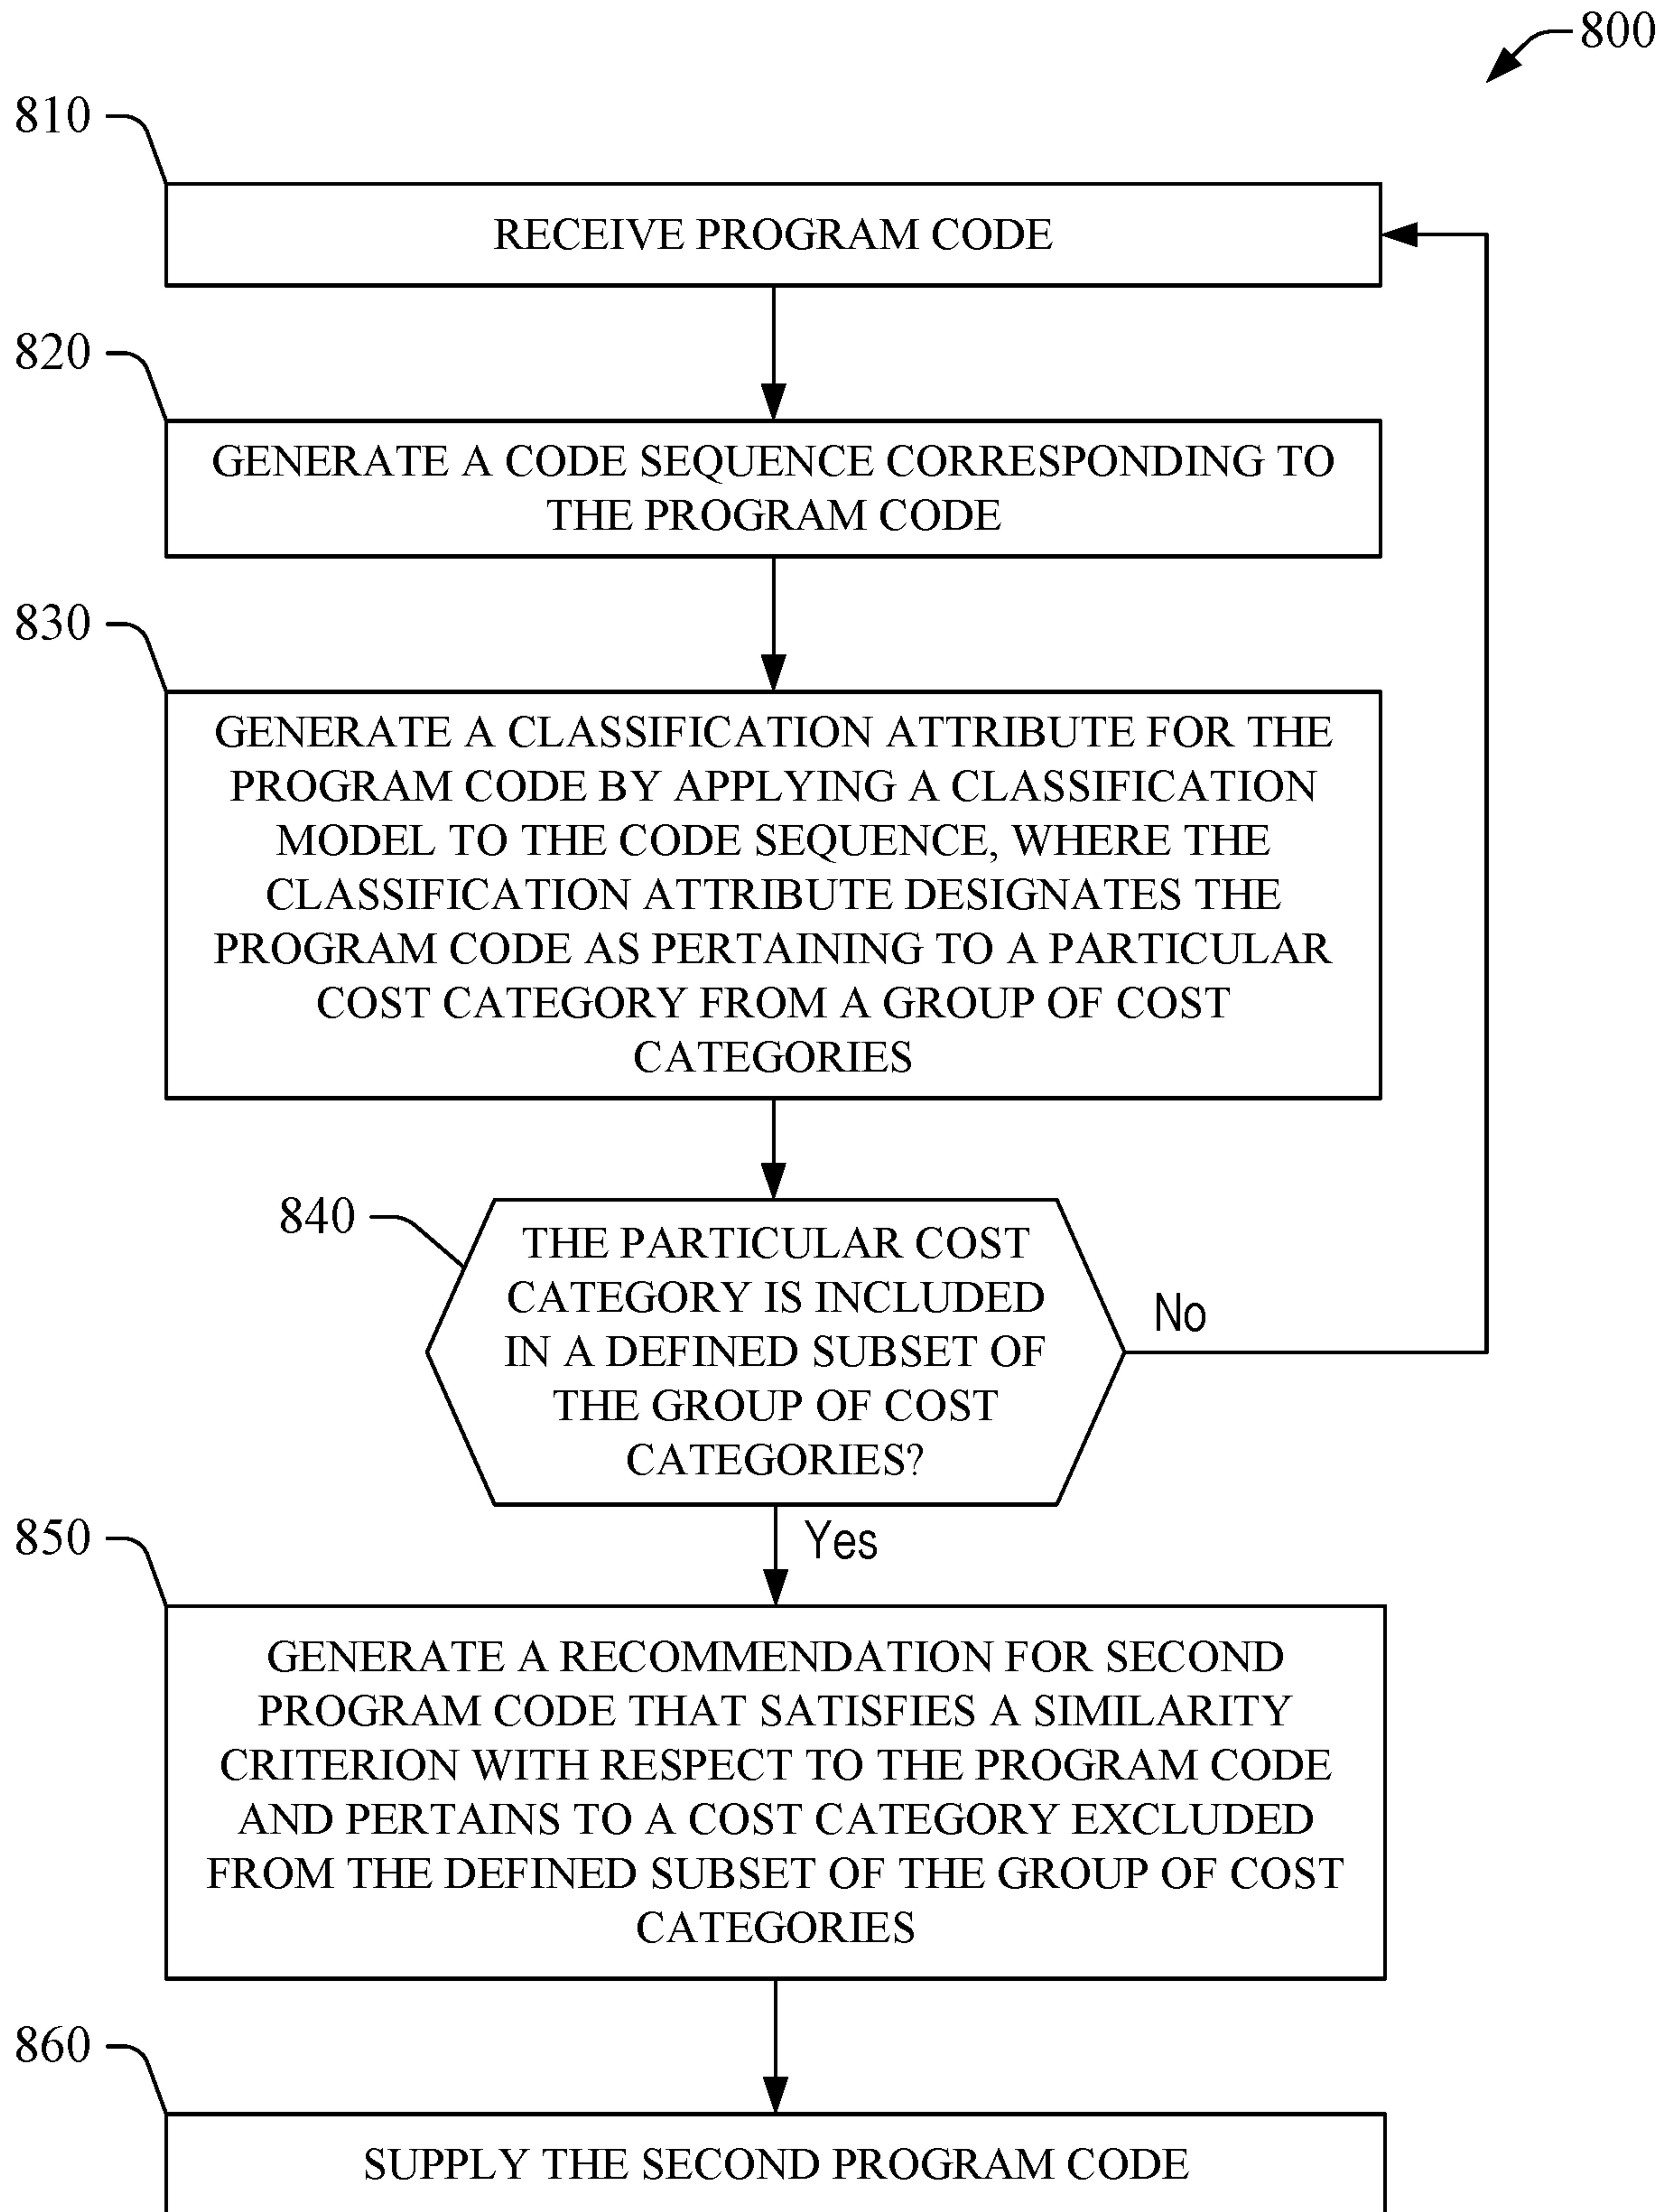 800
810
RECEIVE PROGRAM CODE
820
GENERATE A CODE SEQUENCE CORRESPONDING TO
THE PROGRAM CODE
830
GENERATE A CLASSIFICATION ATTRIBUTE FOR THE
PROGRAM CODE BY APPLYING A CLASSIFICATION
MODEL TO THE CODE SEQUENCE, WHERE THE
CLASSIFICATION ATTRIBUTE DESIGNATES THE
PROGRAM CODE AS PERTAINING TO A PARTICULAR
COST CATEGORY FROM A GROUP OF COST
CATEGORIES
840
THE PARTICULAR COST
CATEGORY IS INCLUDED
IN A DEFINED SUBSET OF
THE GROUP OF COST
CATEGORIES?
No
Yes
850
GENERATE A RECOMMENDATION FOR SECOND
PROGRAM CODE THAT SATISFIES A SIMILARITY
CRITERION WITH RESPECT TO THE PROGRAM CODE
AND PERTAINS TO A COST CATEGORY EXCLUDED
FROM THE DEFINED SUBSET OF THE GROUP OF COST
CATEGORIES
860
SUPPLY THE SECOND PROGRAM CODE